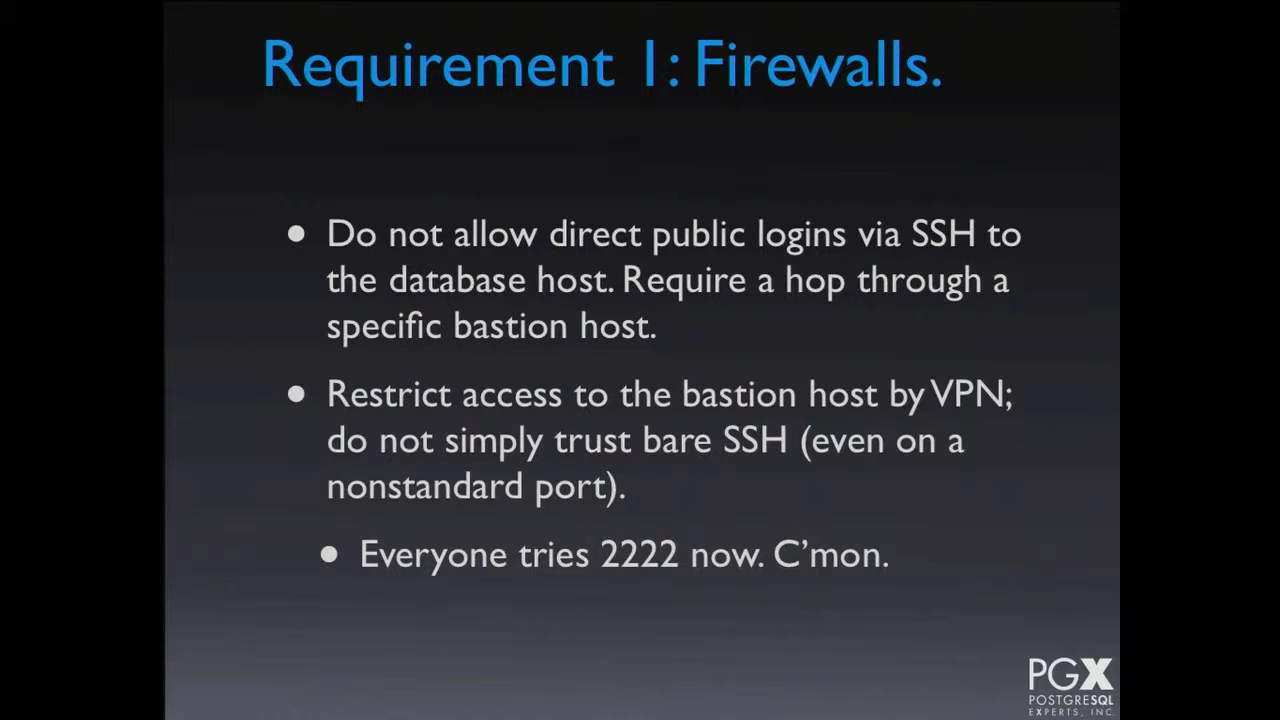 Requirement 1: Firewalls.
• Do not allow direct public logins via SSH to
the database host. Require a hop through a
specific bastion host.
• Restrict access to the bastion host by VPN;
do not simply trust bare SSH (even on a
nonstandard port).
• Everyone tries 2222 now. C’mon.
PGX
POSTGRESQL
EXPERTS, INC.